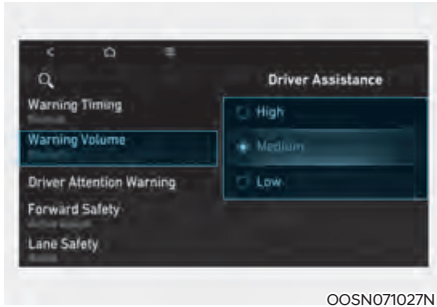 Driver Assistance
Warning Timing
Warning Volume
Driver Attention Warning
Forward Safety
Lane Safety
High
Medium
Low
OOSN071027N